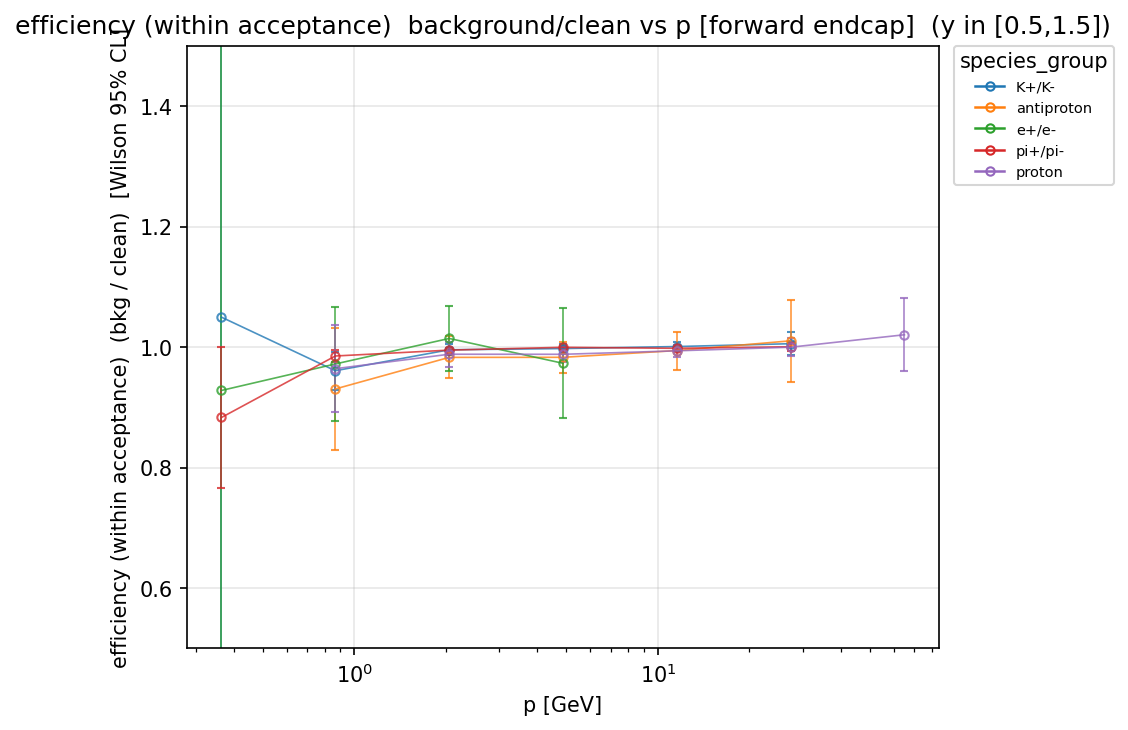 efficiency (within acceptance)  background/clean vs p [forward endcap]  (y in [0.5,1.5])
efficiency (within acceptance)  (bkg / clean)  [Wilson 95% CL]
1.4
1.2
1.0
0.8
0.6
10⁰
10¹
p [GeV]
species_group
K+/K-
antiproton
e+/e-
pi+/pi-
proton